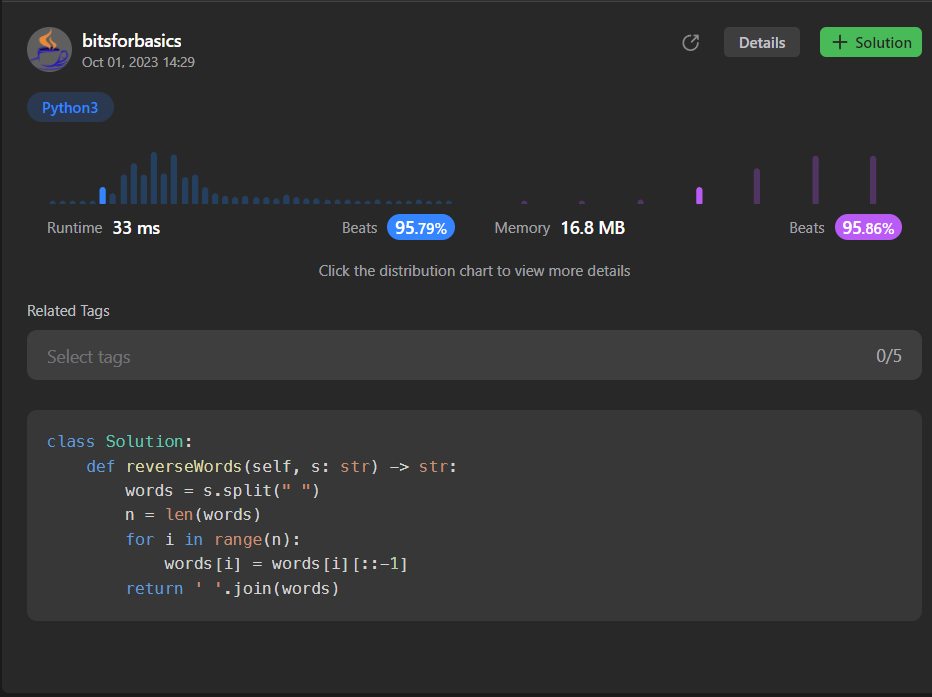 bitsforbasics
Oct 01, 2023 14:29
Details
+ Solution
Python3
Runtime 33 ms Beats 95.79% Memory 16.8 MB Beats 95.86%
Click the distribution chart to view more details
Related Tags
Select tags 0/5
class Solution:
    def reverseWords(self, s: str) -> str:
        words = s.split(" ")
        n = len(words)
        for i in range(n):
            words[i] = words[i][::-1]
        return ' '.join(words)